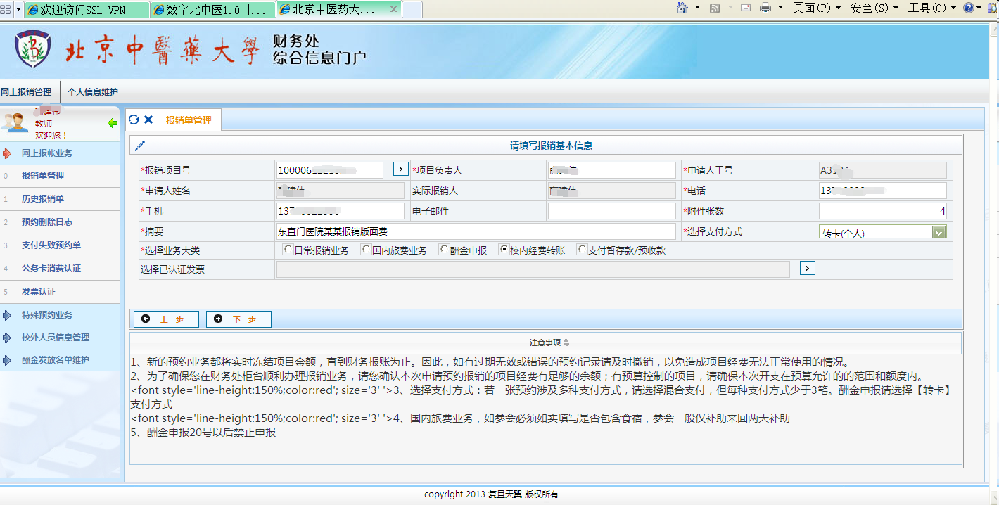 欢迎访问SSL VPN
数字北中医1.0 |...
北京中医药大...
页面(P)
安全(S)
工具(O)
北京中醫藥大學
财务处
综合信息门户
网上报销管理
个人信息维护
教师
欢迎您！
网上报帐业务
0 报销单管理
1 历史报销单
2 预约删除日志
3 支付失败预约单
4 公务卡消费认证
5 发票认证
特殊预约业务
校外人员信息管理
酬金发放名单维护
报销单管理
请填写报销基本信息
*报销项目号 100006 *项目负责人 *申请人工号
*申请人姓名 实际报销人 *电话
*手机 电子邮件 *附件张数 4
*摘要 东直门医院某某报销版面费 *选择支付方式 转卡(个人)
*选择业务大类 日常报销业务 国内旅费业务 酬金申报 校内经费转账 支付暂存款/预收款
选择已认证发票
上一步 下一步
注意事项
1、新的预约业务都将实时冻结项目金额，直到财务报账为止。因此，如有过期无效或错误的预约记录请及时撤销，以免造成项目经费无法正常使用的情况。
2、为了确保您在财务处柜台顺利办理报销业务，请您确认本次申请预约报销的项目经费有足够的余额；有预算控制的项目，请确保本次开支在预算允许的的范围和额度内。
<font style='line-height:150%;color:red'; size='3' '>3、选择支付方式：若一张预约涉及多种支付方式，请选择混合支付，但每种支付方式少于3笔。酬金申报请选择【转卡】
支付方式
<font style='line-height:150%;color:red'; size='3' '>4、国内旅费业务，如参会必须如实填写是否包含食宿，参会一般仅补助来回两天补助
5、酬金申报20号以后禁止申报
copyright 2013 复旦天翼 版权所有